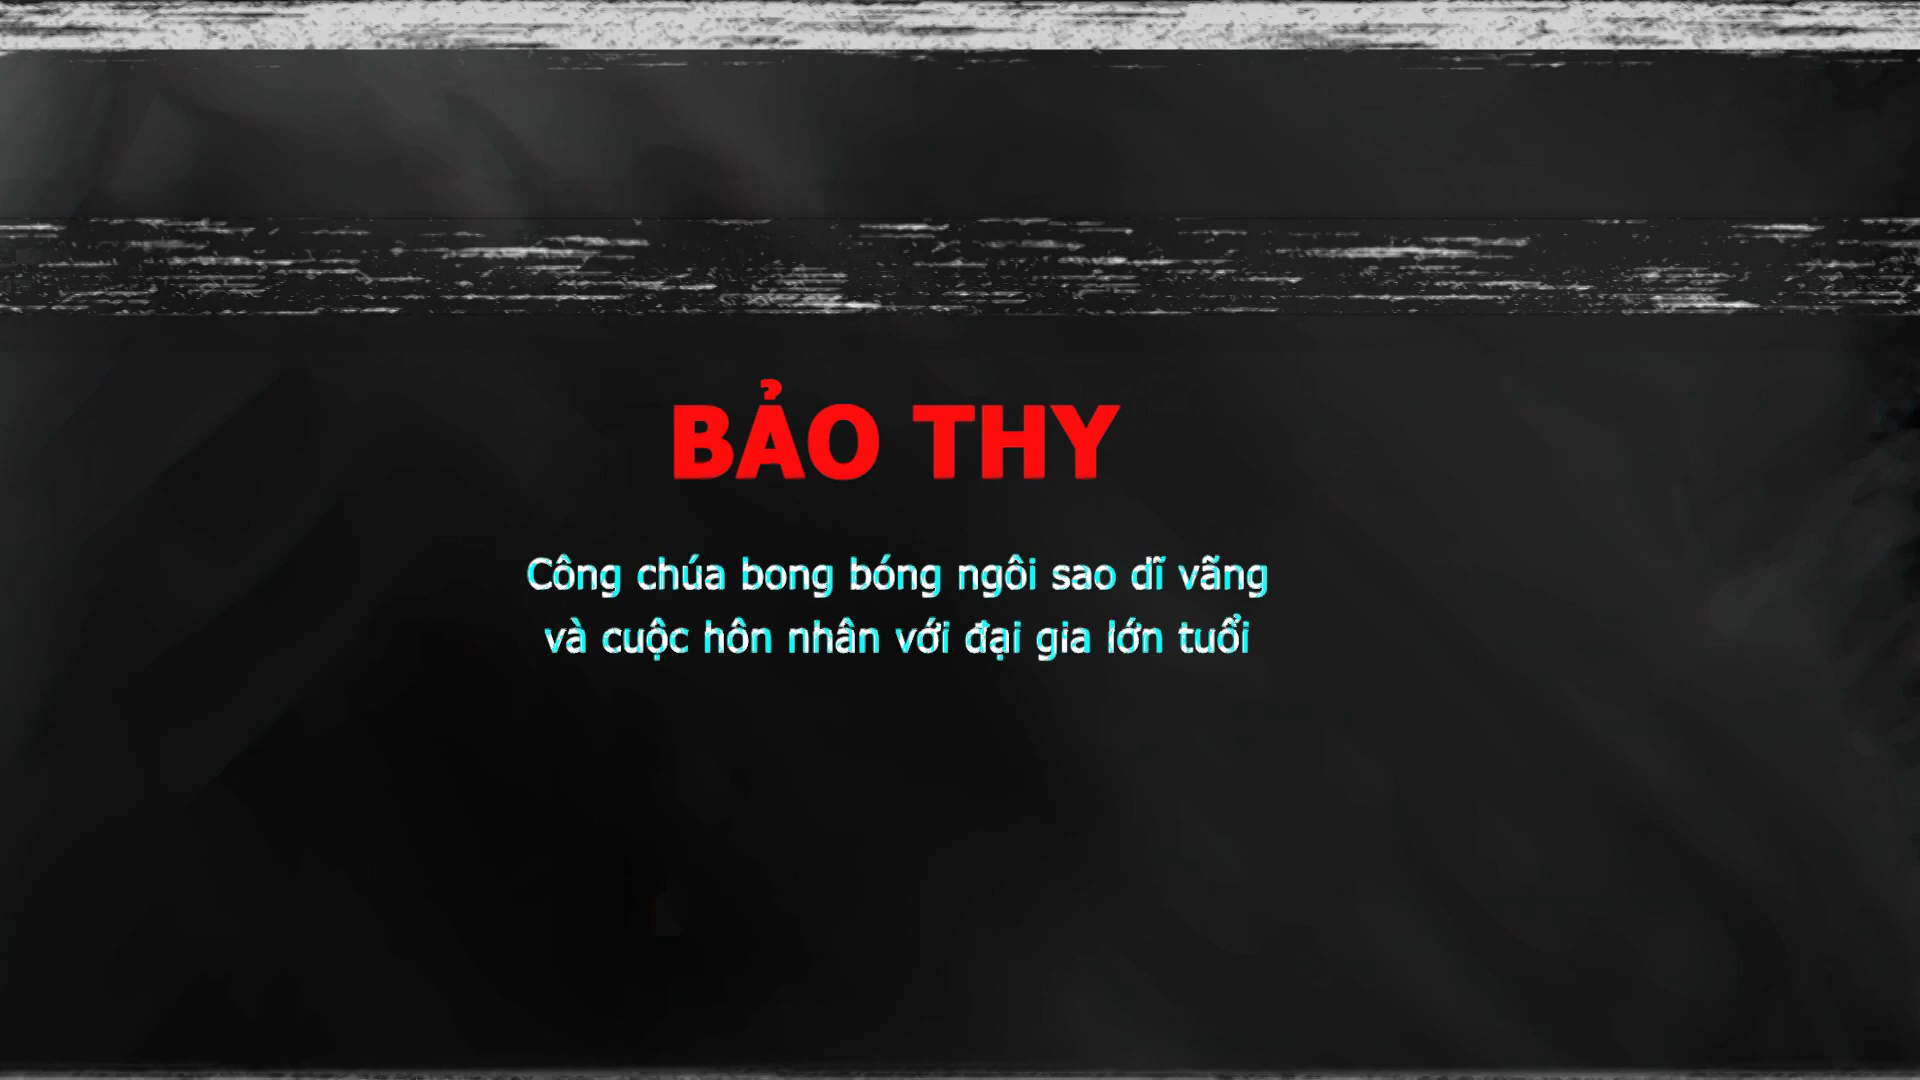 BẢO THY
Công chúa bong bóng ngôi sao dĩ vãng
và cuộc hôn nhân với đại gia lớn tuổi